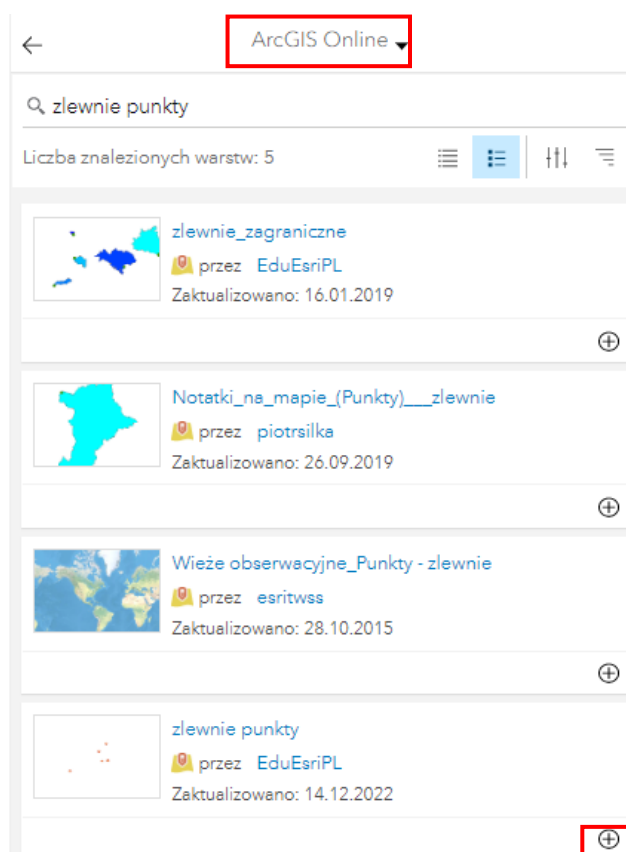 ArcGIS Online
zlewnie punkty
Liczba znalezionych warstw: 5
zlewnie_zagraniczne
przez EduEsriPL
Zaktualizowano: 16.01.2019
Notatki_na_mapie_(Punkty)___zlewnie
przez piotrsilka
Zaktualizowano: 26.09.2019
Wieże obserwacyjne_Punkty - zlewnie
przez esritwss
Zaktualizowano: 28.10.2015
zlewnie punkty
przez EduEsriPL
Zaktualizowano: 14.12.2022